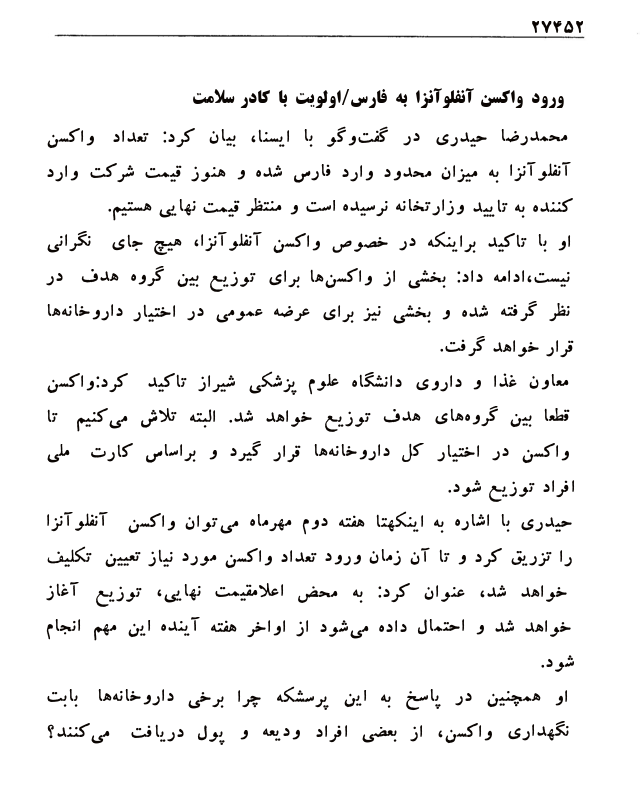 ۲۷۴۵۲
ورود واکسن آنفلوآنزا به فارس/اولویت با کادر سلامت
محمدرضا حیدری در گفت‌وگو با ایسنا، بیان کرد: تعداد واکسن
آنفلوآنزا به میزان محدود وارد فارس شده و هنوز قیمت شرکت وارد
کننده به تایید وزارتخانه نرسیده است و منتظر قیمت نهایی هستیم.
او با تاکید براینکه در خصوص واکسن آنفلوآنزا، هیچ جای نگرانی
نیست،ادامه داد: بخشی از واکسن‌ها برای توزیع بین گروه هدف در
نظر گرفته شده و بخشی نیز برای عرضه عمومی در اختیار داروخانه‌ها
قرار خواهد گرفت.
معاون غذا و داروی دانشگاه علوم پزشکی شیراز تاکید کرد:واکسن
قطعا بین گروه‌های هدف توزیع خواهد شد. البته تلاش می‌کنیم تا
واکسن در اختیار کل داروخانه‌ها قرار گیرد و براساس کارت ملی
افراد توزیع شود.
حیدری با اشاره به اینکهتا هفته دوم مهرماه می‌توان واکسن آنفلوآنزا
را تزریق کرد و تا آن زمان ورود تعداد واکسن مورد نیاز تعیین تکلیف
خواهد شد، عنوان کرد: به محض اعلامقیمت نهایی، توزیع آغاز
خواهد شد و احتمال داده می‌شود از اواخر هفته آینده این مهم انجام
شود.
او همچنین در پاسخ به این پرسشکه چرا برخی داروخانه‌ها بابت
نگهداری واکسن، از بعضی افراد ودیعه و پول دریافت می‌کنند؟